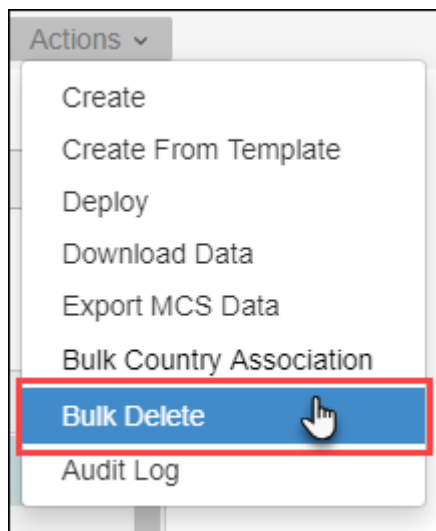 Actions
Create
Create From Template
Deploy
Download Data
Export MCS Data
Bulk Country Association
Bulk Delete
Audit Log